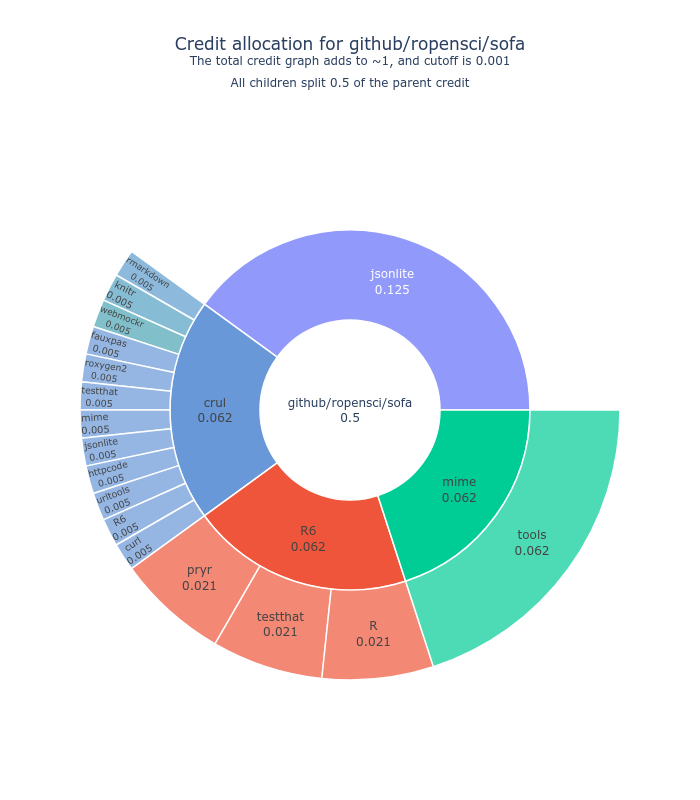 Credit allocation for github/ropensci/sofa
The total credit graph adds to ~1, and cutoff is 0.001
All children split 0.5 of the parent credit
github/ropensci/sofa
0.5
jsonlite
0.125
crul
0.062
R6
0.062
mime
0.062
tools
0.062
rmarkdown
0.005
knitr
0.005
webmockr
0.005
fauxpas
0.005
roxygen2
0.005
testthat
0.005
mime
0.005
jsonlite
0.005
httpcode
0.005
urltools
0.005
R6
0.005
curl
0.005
pryr
0.021
testthat
0.021
R
0.021